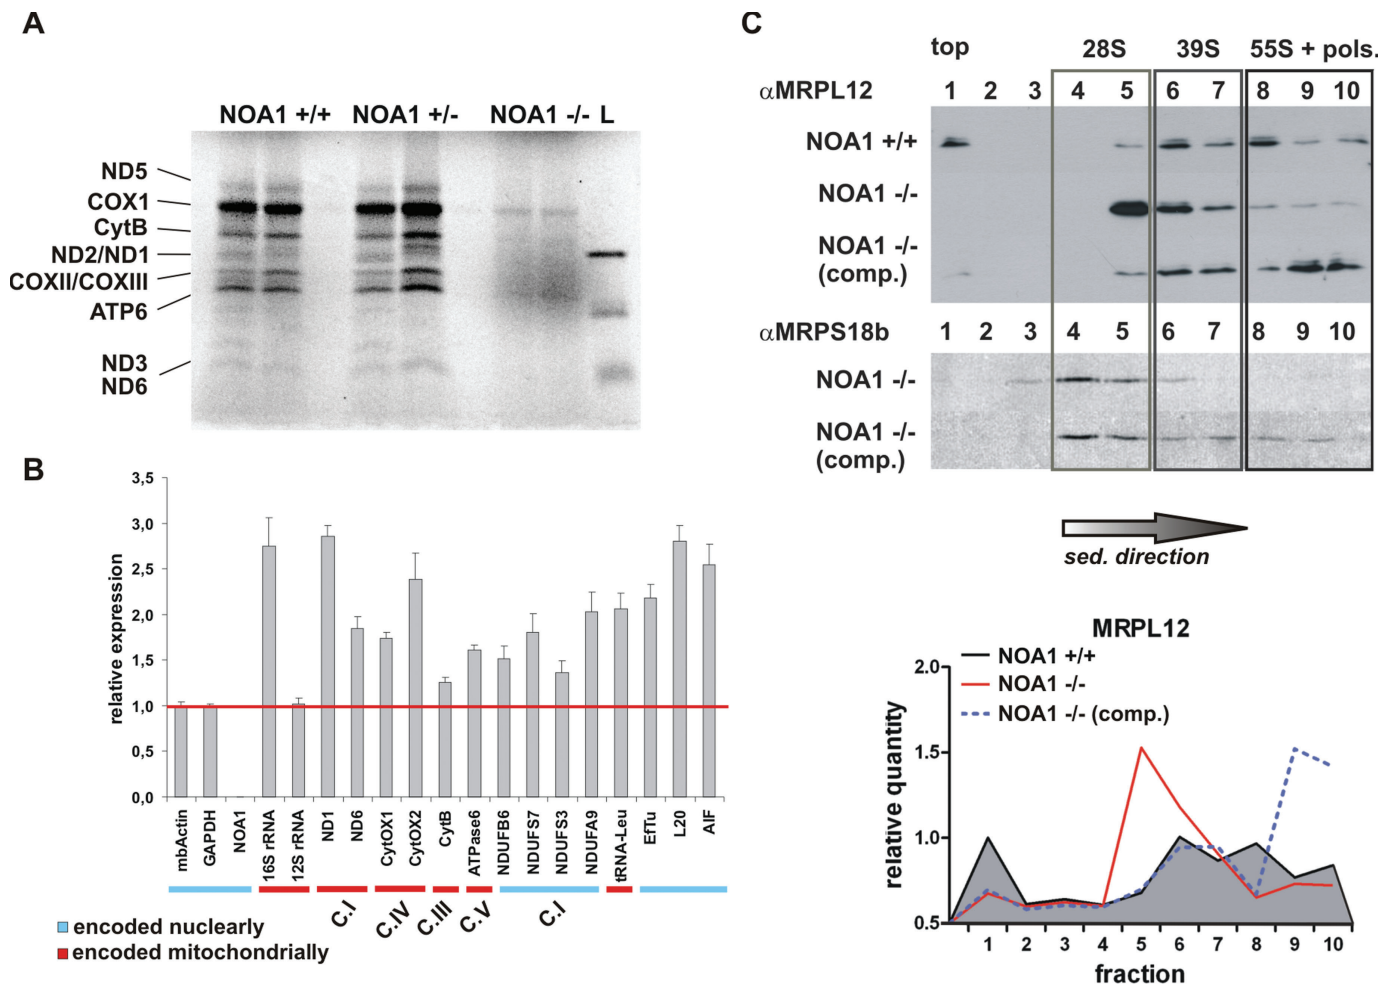 A
NOA1 +/+ NOA1 +/- NOA1 -/- L
ND5
COX1
CytB
ND2/ND1
COXII/COXIII
ATP6
ND3
ND6
B
relative expression
3,5
3,0
2,5
2,0
1,5
1,0
0,5
0,0
mbActin
GAPDH
NOA1
16S rRNA
12S rRNA
ND1
ND6
CytOX1
CytOX2
CytB
ATPase6
NDUFB6
NDUFS7
NDUFS3
NDUFA9
tRNA-Leu
EfTu
L20
AIF
C.I
C.IV
C.III
C.V
C.I
encoded nuclearly
encoded mitochondrially
C
top 28S 39S 55S + pols.
αMRPL12 1 2 3 4 5 6 7 8 9 10
NOA1 +/+
NOA1 -/-
NOA1 -/-
(comp.)
αMRPS18b 1 2 3 4 5 6 7 8 9 10
NOA1 -/-
NOA1 -/-
(comp.)
sed. direction
MRPL12
NOA1 +/+
NOA1 -/-
NOA1 -/- (comp.)
relative quantity
2.0
1.5
1.0
0.5
1 2 3 4 5 6 7 8 9 10
fraction